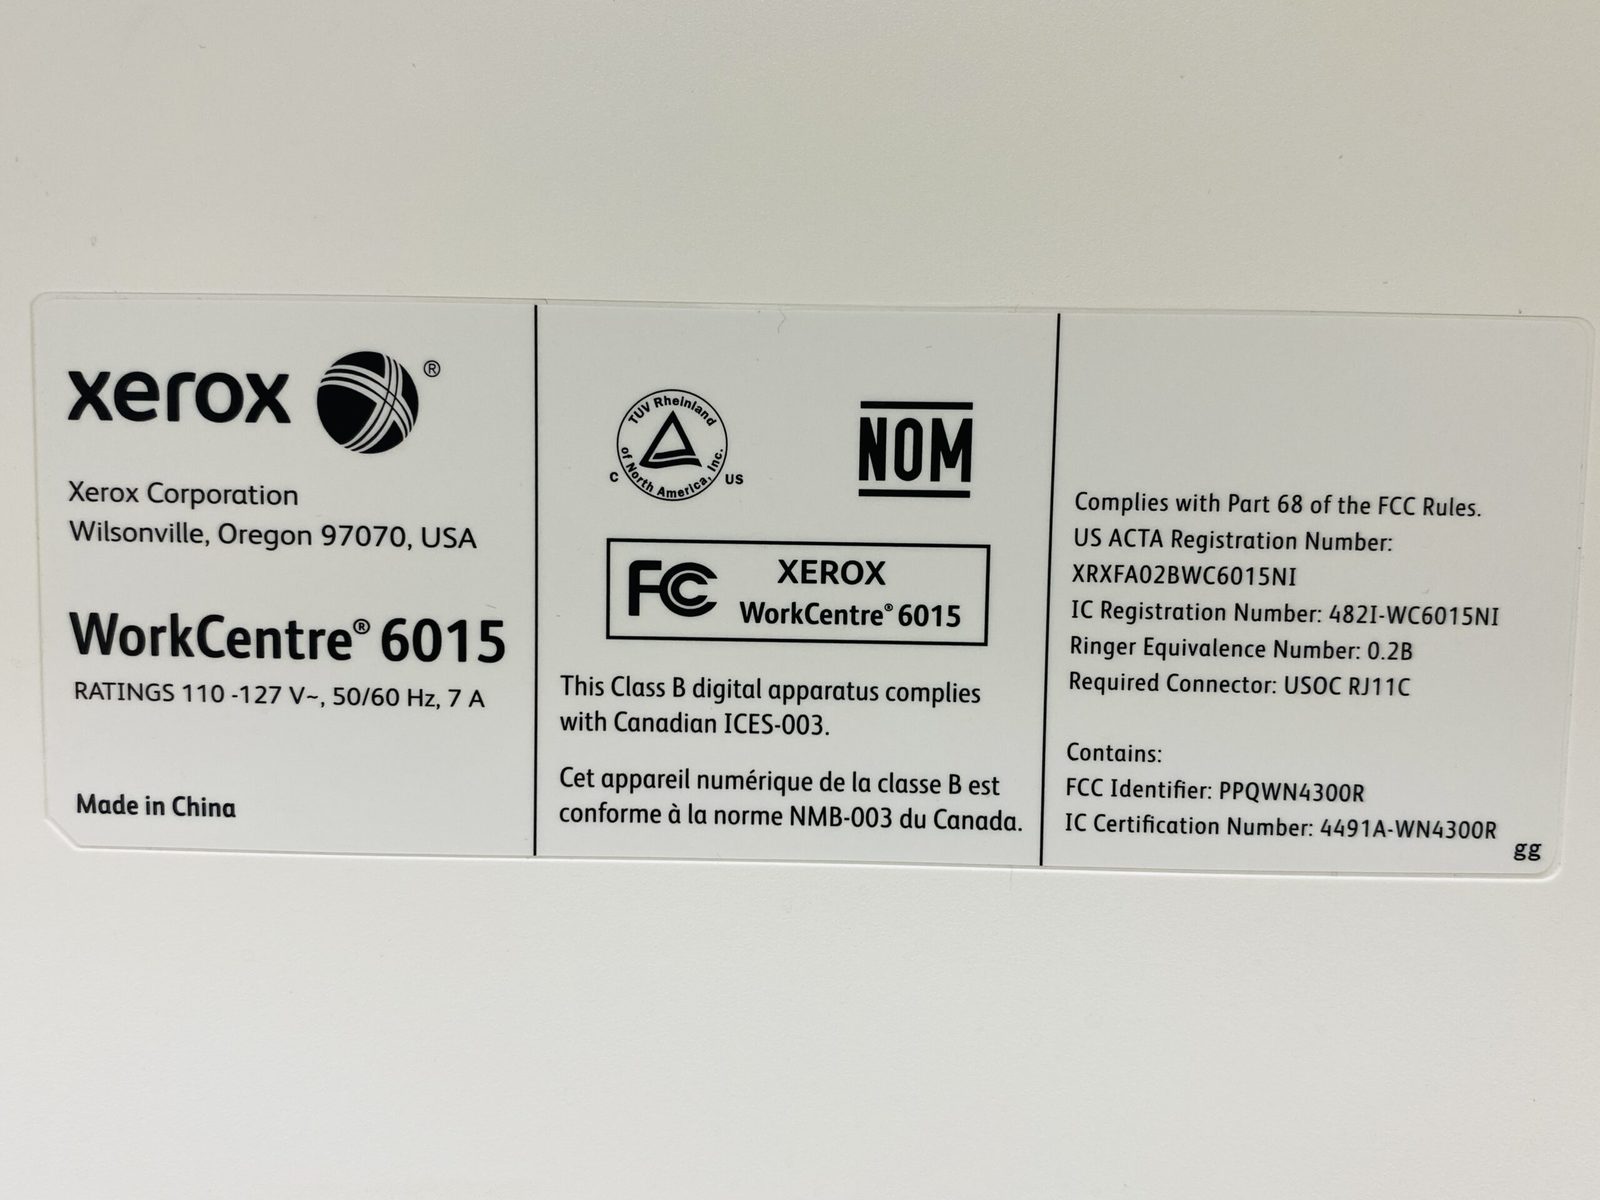 xerox ®
Xerox Corporation
Wilsonville, Oregon 97070, USA
WorkCentre® 6015
RATINGS 110 -127 V~, 50/60 Hz, 7 A
Made in China
TUV Rheinland
of North America, Inc.
C US
NOM
FC XEROX
WorkCentre® 6015
This Class B digital apparatus complies
with Canadian ICES-003.
Cet appareil numérique de la classe B est
conforme à la norme NMB-003 du Canada.
Complies with Part 68 of the FCC Rules.
US ACTA Registration Number:
XRXFA02BWC6015NI
IC Registration Number: 482I-WC6015NI
Ringer Equivalence Number: 0.2B
Required Connector: USOC RJ11C
Contains:
FCC Identifier: PPQWN4300R
IC Certification Number: 4491A-WN4300R
gg